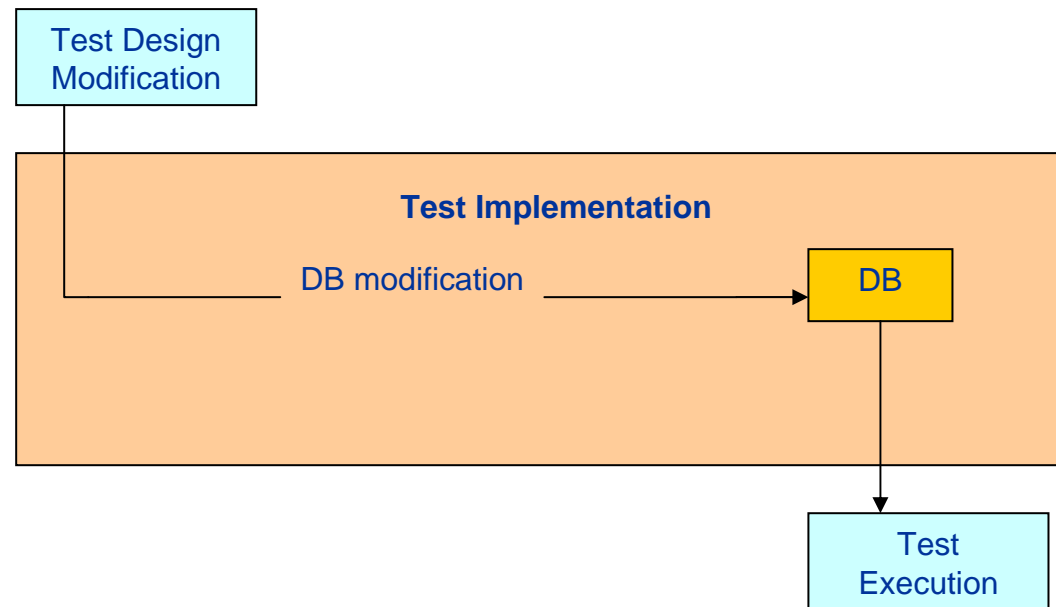 Test Design
Modification
Test Implementation
DB modification
DB
Test
Execution